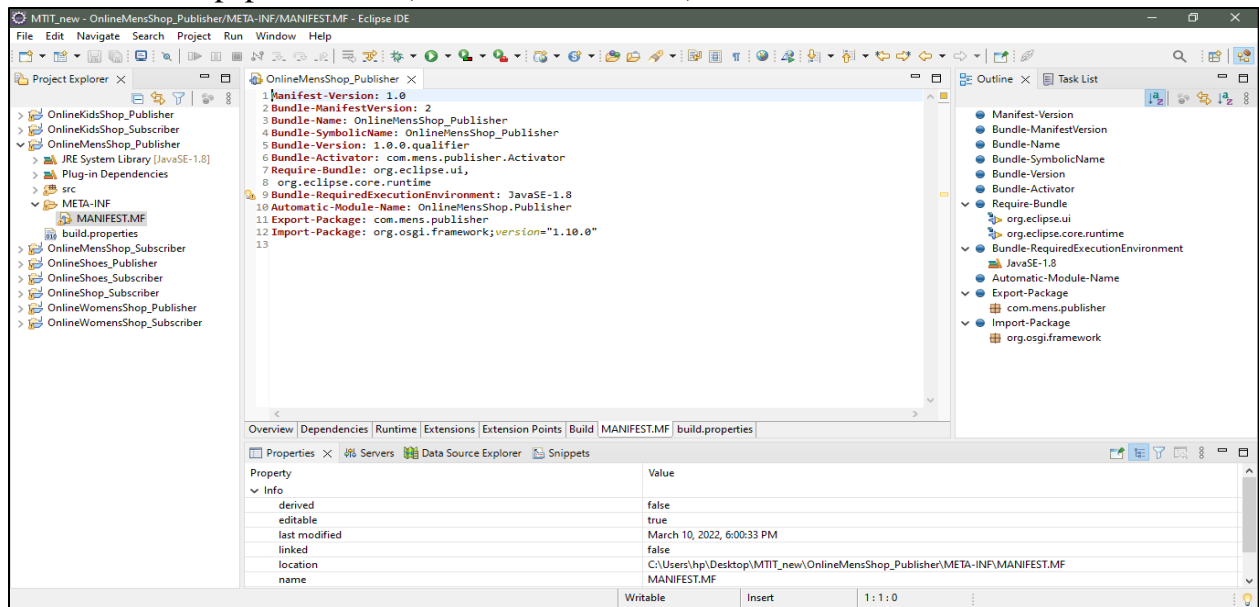 MTIT_new - OnlineMensShop_Publisher/META-INF/MANIFEST.MF - Eclipse IDE
File Edit Navigate Search Project Run Window Help
Project Explorer
OnlineKidsShop_Publisher
OnlineKidsShop_Subscriber
OnlineMensShop_Publisher
JRE System Library [JavaSE-1.8]
Plug-in Dependencies
src
META-INF
MANIFEST.MF
build.properties
OnlineMensShop_Subscriber
OnlineShoes_Publisher
OnlineShoes_Subscriber
OnlineShop_Subscriber
OnlineWomensShop_Publisher
OnlineWomensShop_Subscriber
OnlineMensShop_Publisher
1 Manifest-Version: 1.0
2 Bundle-ManifestVersion: 2
3 Bundle-Name: OnlineMensShop_Publisher
4 Bundle-SymbolicName: OnlineMensShop_Publisher
5 Bundle-Version: 1.0.0.qualifier
6 Bundle-Activator: com.mens.publisher.Activator
7 Require-Bundle: org.eclipse.ui,
8 org.eclipse.core.runtime
9 Bundle-RequiredExecutionEnvironment: JavaSE-1.8
10 Automatic-Module-Name: OnlineMensShop.Publisher
11 Export-Package: com.mens.publisher
12 Import-Package: org.osgi.framework;version="1.10.0"
13
Overview Dependencies Runtime Extensions Extension Points Build MANIFEST.MF build.properties
Outline Task List
Manifest-Version
Bundle-ManifestVersion
Bundle-Name
Bundle-SymbolicName
Bundle-Version
Bundle-Activator
Require-Bundle
org.eclipse.ui
org.eclipse.core.runtime
Bundle-RequiredExecutionEnvironment
JavaSE-1.8
Automatic-Module-Name
Export-Package
com.mens.publisher
Import-Package
org.osgi.framework
Properties Servers Data Source Explorer Snippets
Property Value
Info
derived false
editable true
last modified March 10, 2022, 6:00:33 PM
linked false
location C:\Users\hp\Desktop\MTIT_new\OnlineMensShop_Publisher\META-INF\MANIFEST.MF
name MANIFEST.MF
Writable Insert 1:1:0